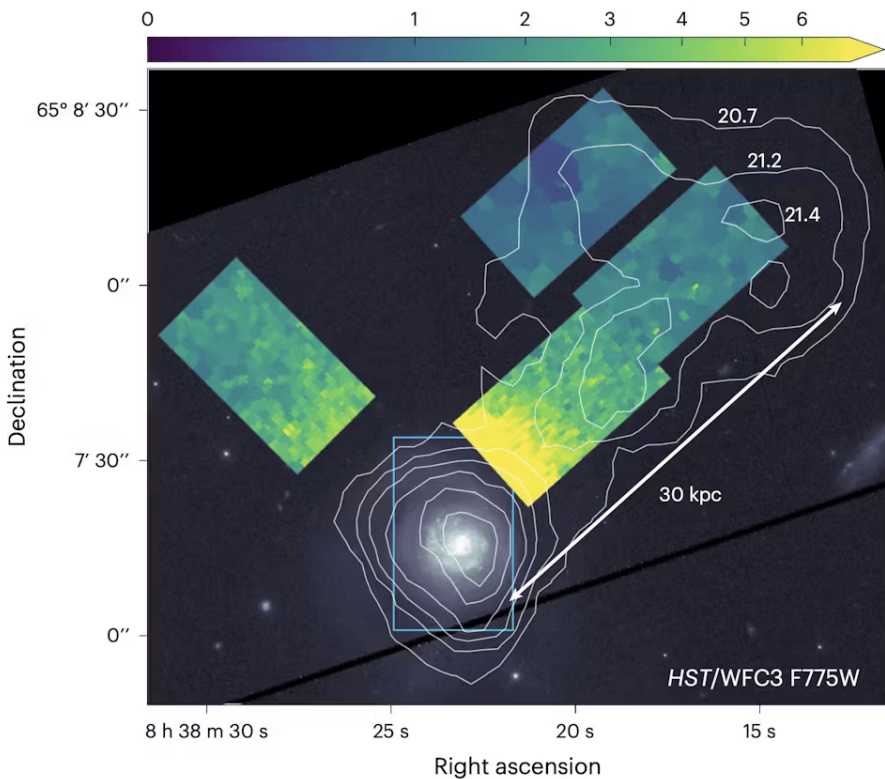 0 1 2 3 4 5 6
65° 8′ 30″
20.7
21.2
21.4
0″
Declination
7′ 30″
30 kpc
0″
HST/WFC3 F775W
8 h 38 m 30 s 25 s 20 s 15 s
Right ascension